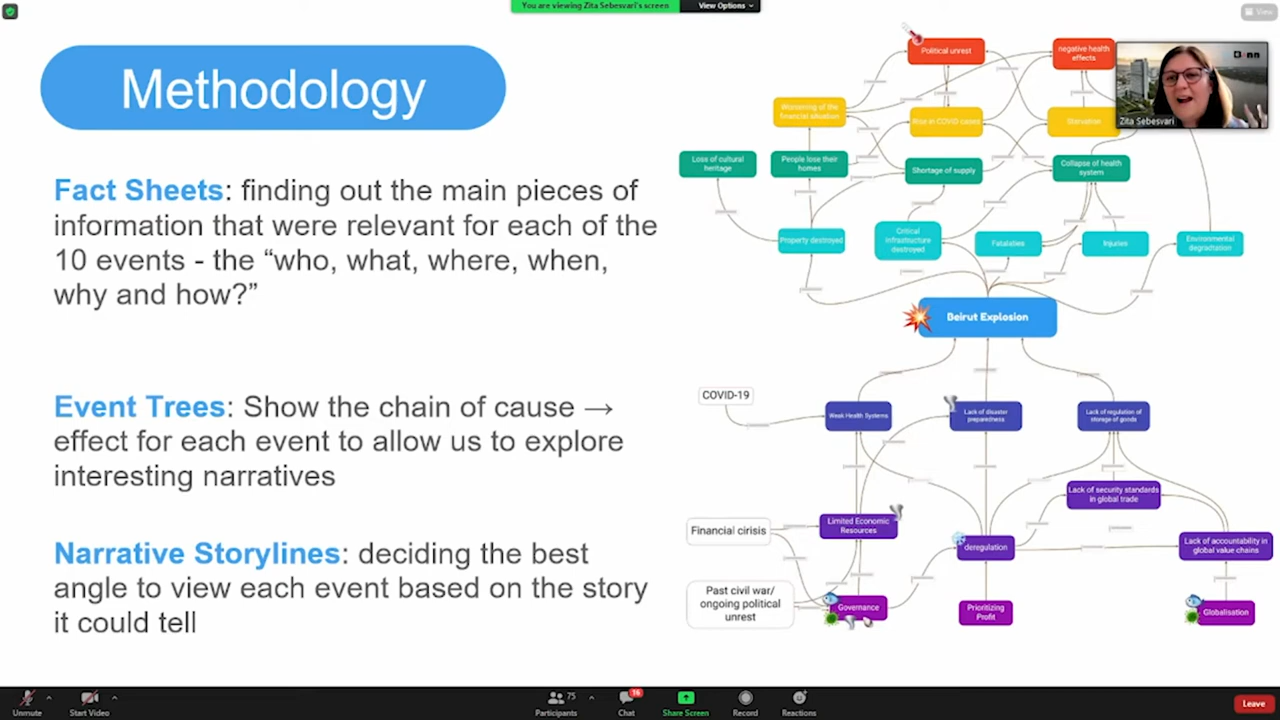 You are viewing Zita Sebesvari's screen
View Options
View
Methodology
Fact Sheets: finding out the main pieces of
information that were relevant for each of the
10 events - the “who, what, where, when,
why and how?”
Event Trees: Show the chain of cause →
effect for each event to allow us to explore
interesting narratives
Narrative Storylines: deciding the best
angle to view each event based on the story
it could tell
Political unrest
negative health
effects
Zita Sebesvari
Worsening of the
financial situation
Rise in COVID cases
Starvation
Loss of cultural
heritage
People lose their
homes
Shortage of supply
Collapse of health
system
Property destroyed
Critical
infrastructure
destroyed
Fatalaties
Injuries
Environmental
degradation
Beirut Explosion
COVID-19
Weak Health Systems
Lack of disaster
preparedness
Lack of regulation of
storage of goods
Lack of security standards
in global trade
Financial cirisis
Limited Economic
Resources
deregulation
Lack of accountability in
global value chains
Past civil war/
ongoing political
unrest
Governance
Prioritizing
Profit
Globalisation
Unmute
Start Video
Participants
75
Chat
16
Share Screen
Record
Reactions
Leave